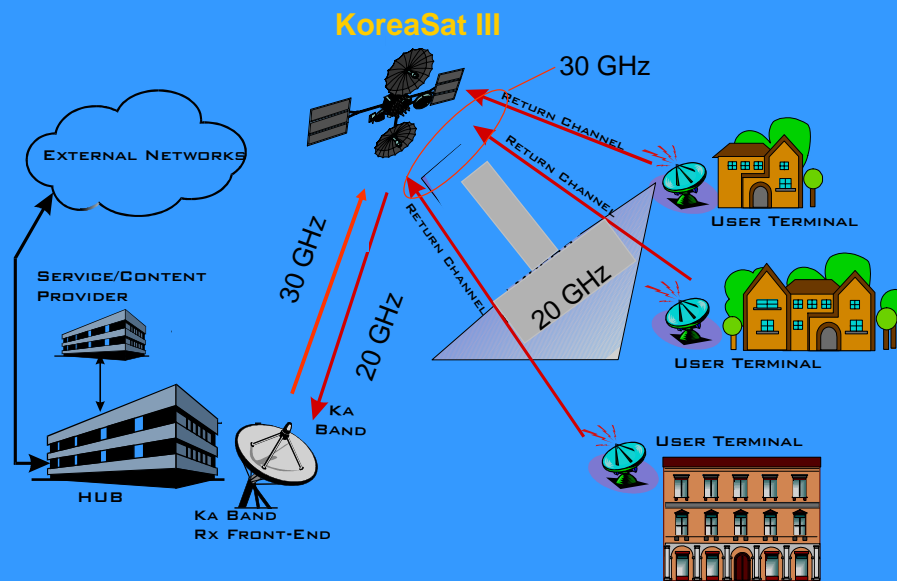 KoreaSat III
30 GHz
Return Channel
Return Channel
Return Channel
External Networks
User Terminal
Service/Content
Provider
30 GHz
20 GHz
20 GHz
User Terminal
Ka
Band
User Terminal
HUB
Ka Band
Rx Front-End